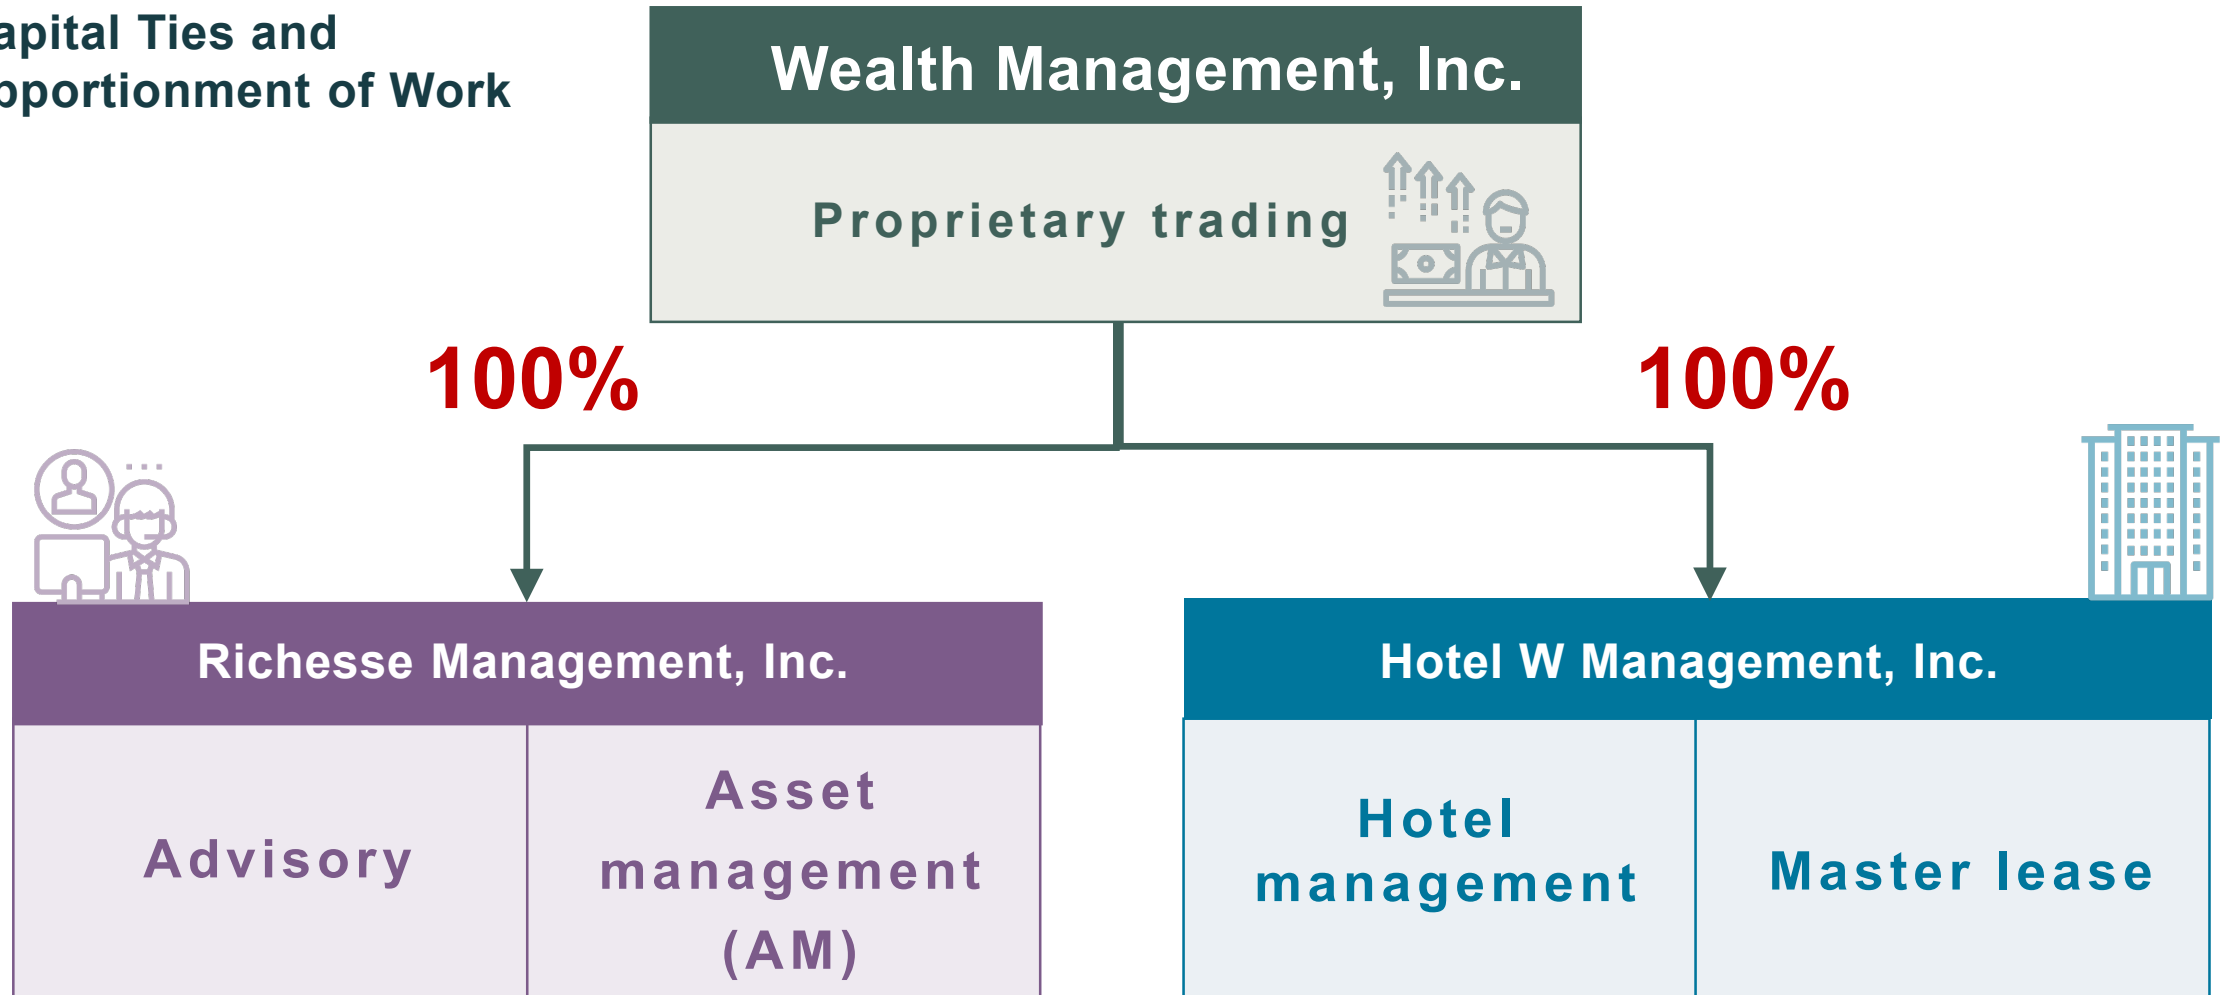 apital Ties and
pportionment of Work
Wealth Management, Inc.
Proprietary trading
100%
100%
Richesse Management, Inc.
Hotel W Management, Inc.
Advisory
Asset
management
(AM)
Hotel
management
Master lease